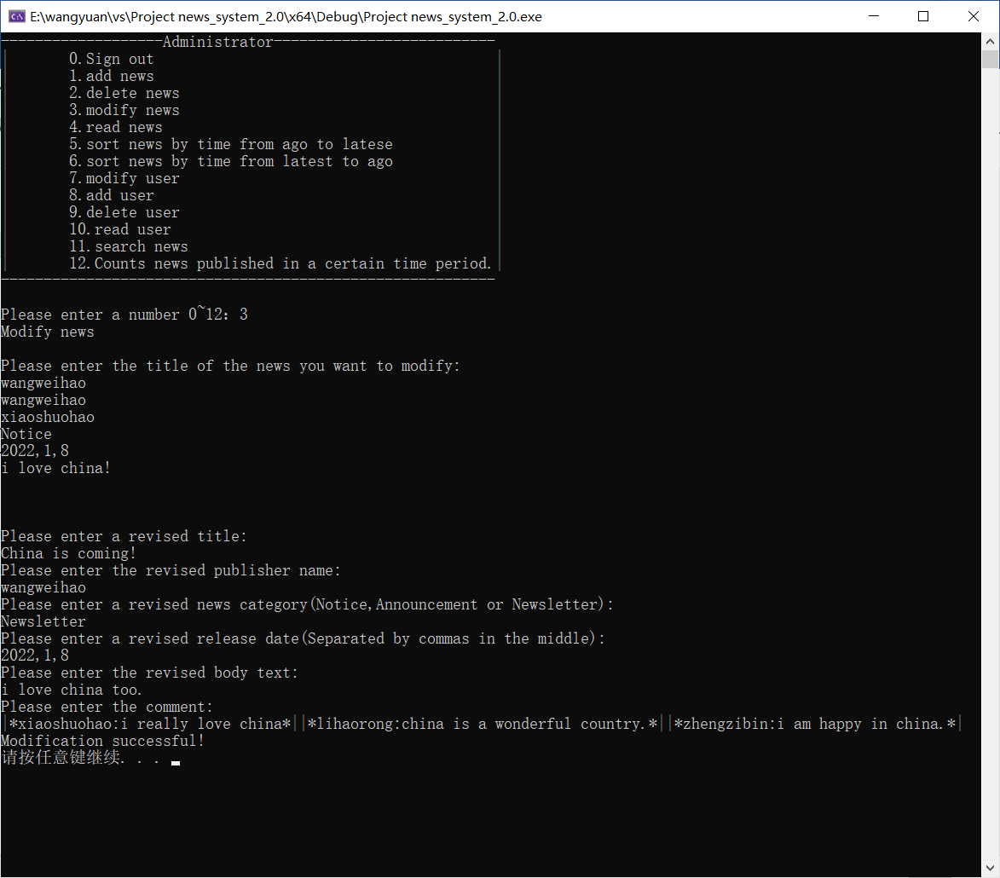 E:\wangyuan\vs\Project news_system_2.0\x64\Debug\Project news_system_2.0.exe
-------------------Administrator--------------------------
| 0.Sign out |
| 1.add news |
| 2.delete news |
| 3.modify news |
| 4.read news |
| 5.sort news by time from ago to latese |
| 6.sort news by time from latest to ago |
| 7.modify user |
| 8.add user |
| 9.delete user |
| 10.read user |
| 11.search news |
| 12.Counts news published in a certain time period. |
----------------------------------------------------------
Please enter a number 0~12: 3
Modify news
Please enter the title of the news you want to modify:
wangweihao
wangweihao
xiaoshuohao
Notice
2022,1,8
i love china!
Please enter a revised title:
China is coming!
Please enter the revised publisher name:
wangweihao
Please enter a revised news category(Notice,Announcement or Newsletter):
Newsletter
Please enter a revised release date(Separated by commas in the middle):
2022,1,8
Please enter the revised body text:
i love china too.
Please enter the comment:
|*xiaoshuohao:i really love china*||*lihaorong:china is a wonderful country.*||*zhengzibin:i am happy in china.*|
Modification successful!
请按任意键继续. . .